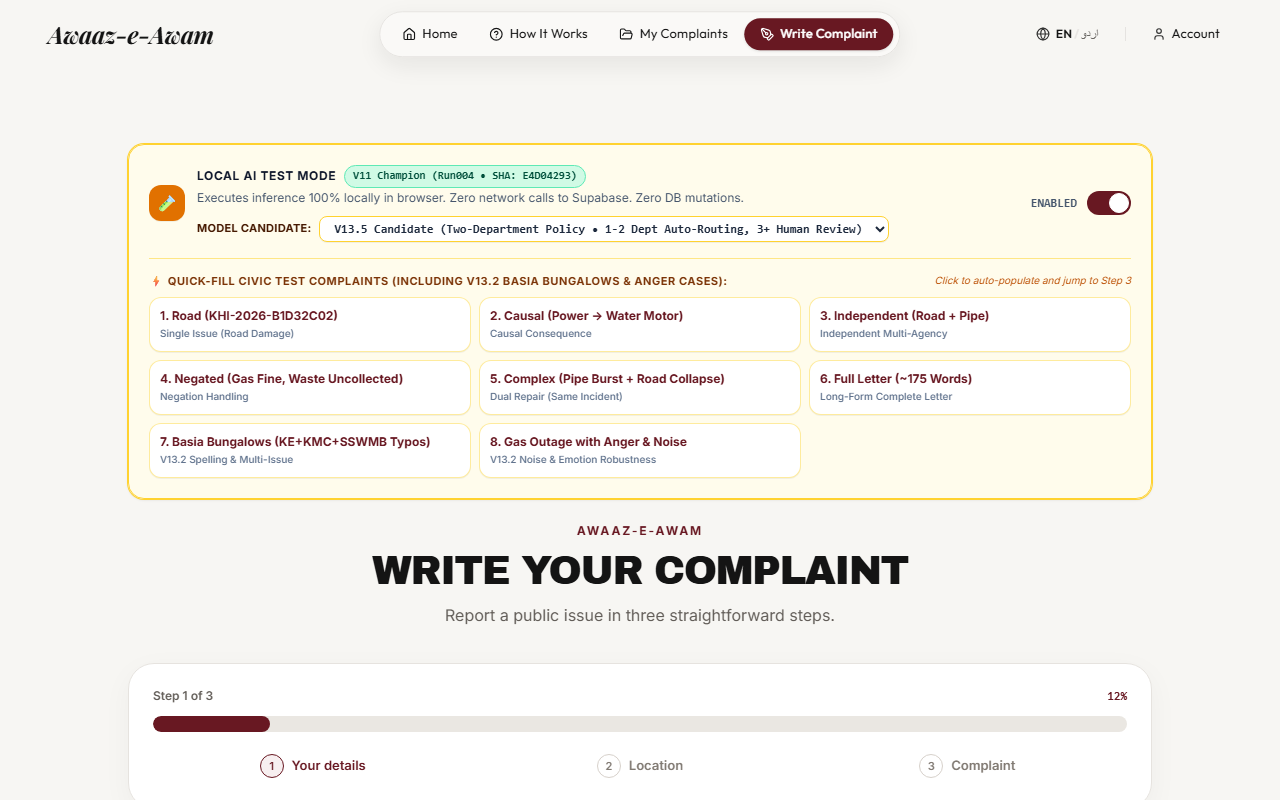 Awaaz-e-Awam
Home
How It Works
My Complaints
Write Complaint
EN / اردو
Account
LOCAL AI TEST MODE
V11 Champion (Run004 • SHA: E4D04293)
Executes inference 100% locally in browser. Zero network calls to Supabase. Zero DB mutations.
MODEL CANDIDATE:
V13.5 Candidate (Two-Department Policy • 1-2 Dept Auto-Routing, 3+ Human Review)
ENABLED
QUICK-FILL CIVIC TEST COMPLAINTS (INCLUDING V13.2 BASIA BUNGALOWS & ANGER CASES):
Click to auto-populate and jump to Step 3
1. Road (KHI-2026-B1D32C02)
Single Issue (Road Damage)
2. Causal (Power → Water Motor)
Causal Consequence
3. Independent (Road + Pipe)
Independent Multi-Agency
4. Negated (Gas Fine, Waste Uncollected)
Negation Handling
5. Complex (Pipe Burst + Road Collapse)
Dual Repair (Same Incident)
6. Full Letter (~175 Words)
Long-Form Complete Letter
7. Basia Bungalows (KE+KMC+SSWMB Typos)
V13.2 Spelling & Multi-Issue
8. Gas Outage with Anger & Noise
V13.2 Noise & Emotion Robustness
AWAAZ-E-AWAM
WRITE YOUR COMPLAINT
Report a public issue in three straightforward steps.
Step 1 of 3
12%
1 Your details
2 Location
3 Complaint